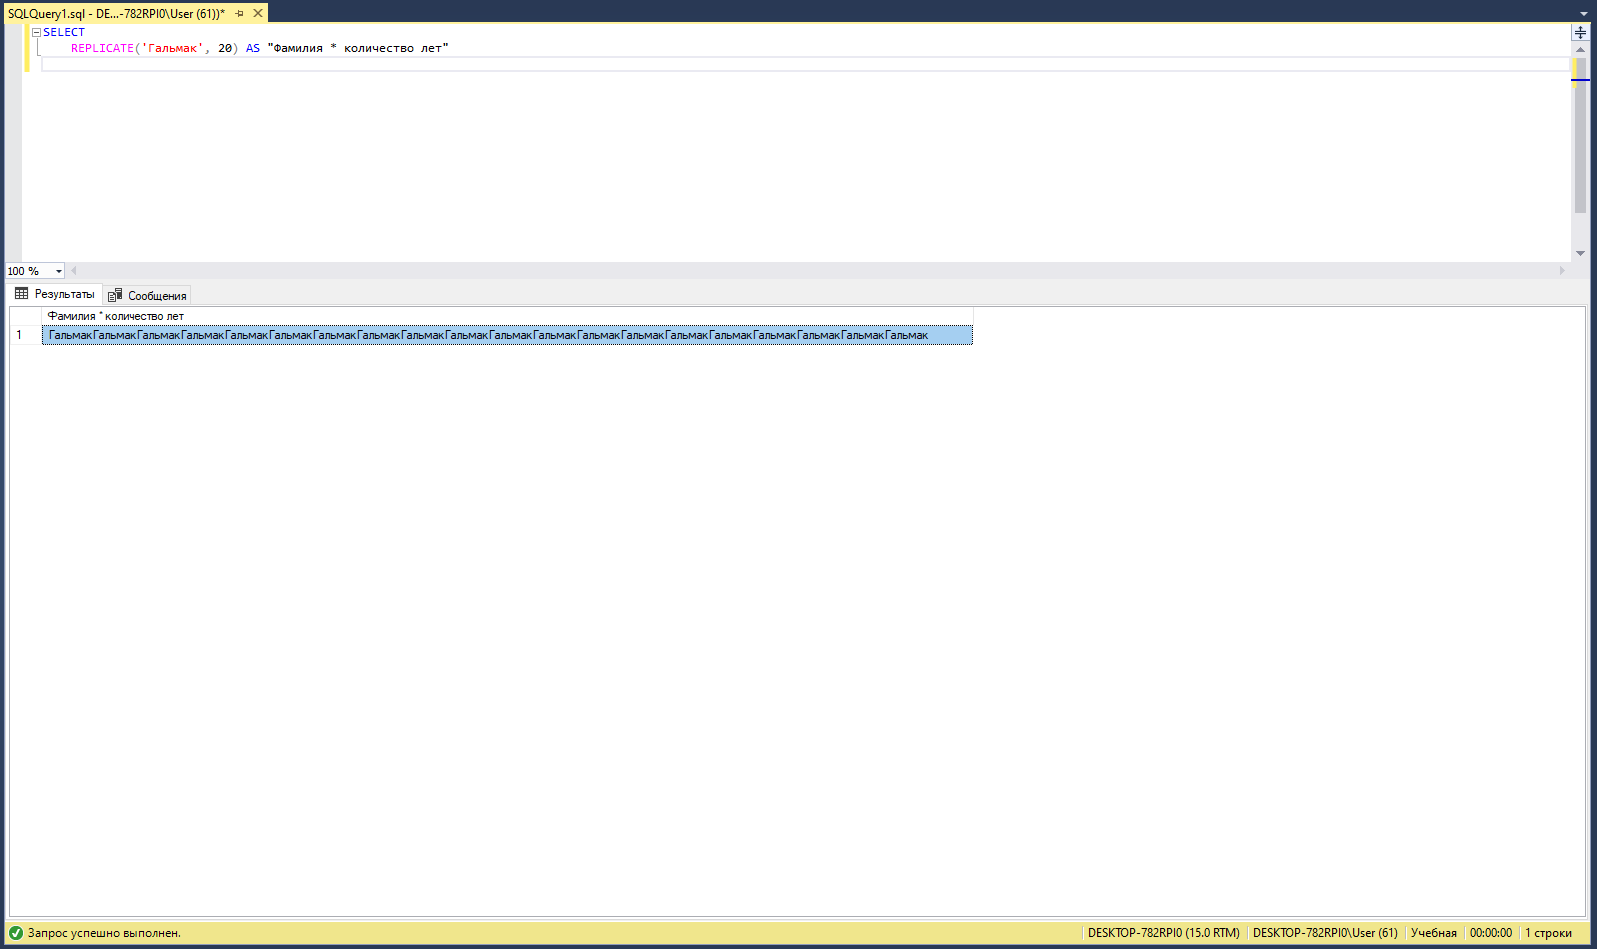 SQLQuery1.sql - DE...-782RPI0\User (61))*
SELECT
REPLICATE('Гальмак', 20) AS "Фамилия * количество лет"
100 %
Результаты
Сообщения
Фамилия * количество лет
1 ГальмакГальмакГальмакГальмакГальмакГальмакГальмакГальмакГальмакГальмакГальмакГальмакГальмакГальмакГальмакГальмакГальмакГальмакГальмакГальмак
Запрос успешно выполнен.
DESKTOP-782RPI0 (15.0 RTM) DESKTOP-782RPI0\User (61) Учебная 00:00:00 1 строки